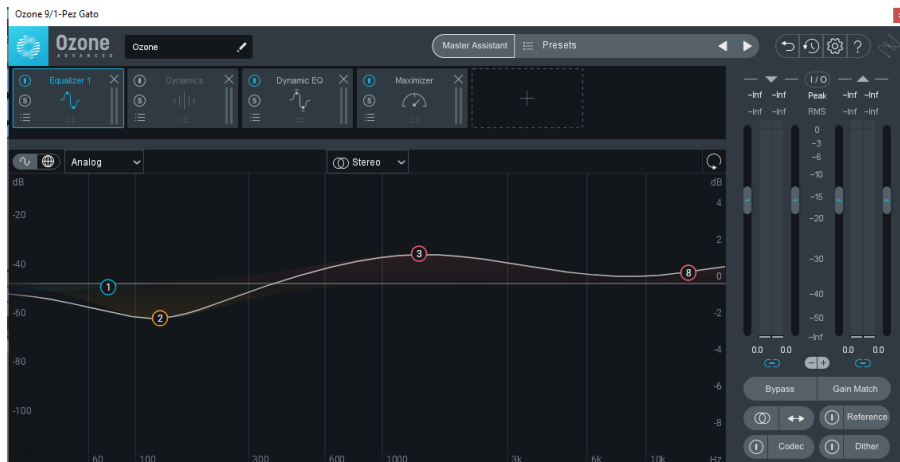 Ozone 9/1-Pez Gato
Ozone
ADVANCED
Ozone
Master Assistant
Presets
?
Equalizer 1
Dynamics
Dynamic EQ
Maximizer
S
S
S
S
+
I/O
-Inf -Inf Peak -Inf -Inf
-Inf -Inf RMS -Inf -Inf
0
-3
-6
-10
-15
-20
-30
-40
-50
-Inf
0.0 0.0 0.0 0.0
Analog
Stereo
dB
-20
-40
-60
-80
-100
dB
4
2
0
-2
-4
-6
-8
1
2
3
8
60 100 300 600 1000 3k 6k 10k Hz
Bypass
Gain Match
Reference
Codec
Dither